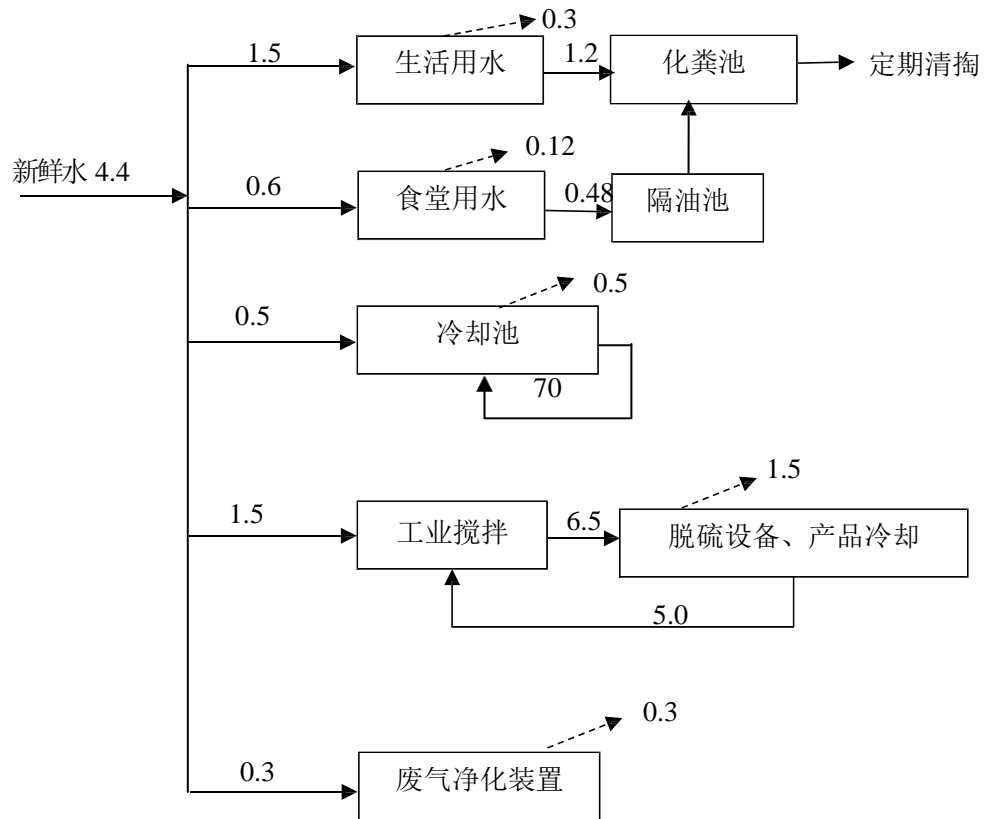 0.3
1.5
生活用水
1.2
化粪池
定期清掏
新鲜水 4.4
0.12
0.6
食堂用水
0.48
隔油池
0.5
0.5
冷却池
70
1.5
1.5
工业搅拌
6.5
脱硫设备、产品冷却
5.0
0.3
0.3
废气净化装置